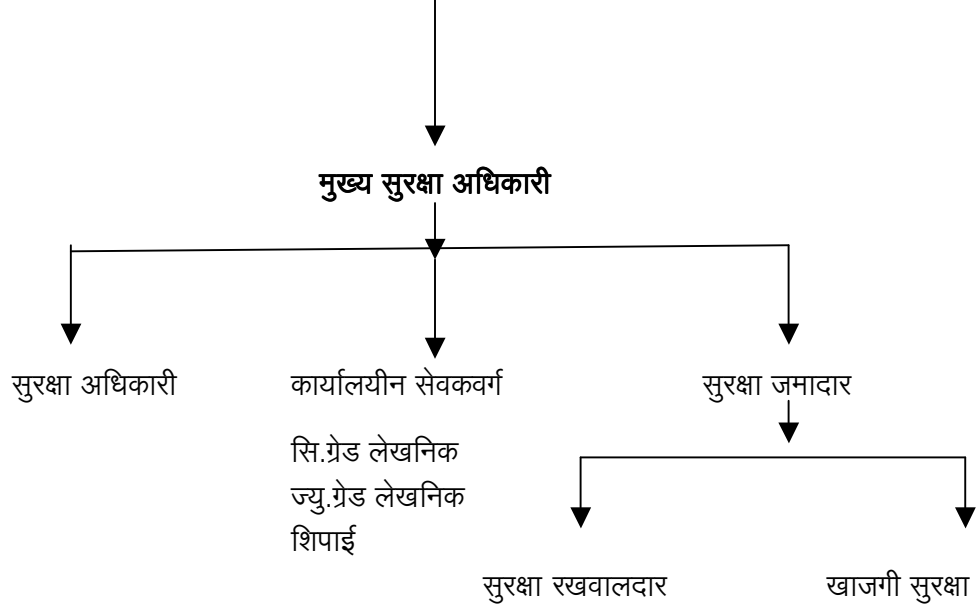 मुख्य सुरक्षा अधिकारी
सुरक्षा अधिकारी
कार्यालयीन सेवकवर्ग
सुरक्षा जमादार
सि.ग्रेड लेखनिक
ज्यु.ग्रेड लेखनिक
शिपाई
सुरक्षा रखवालदार
खाजगी सुरक्षा